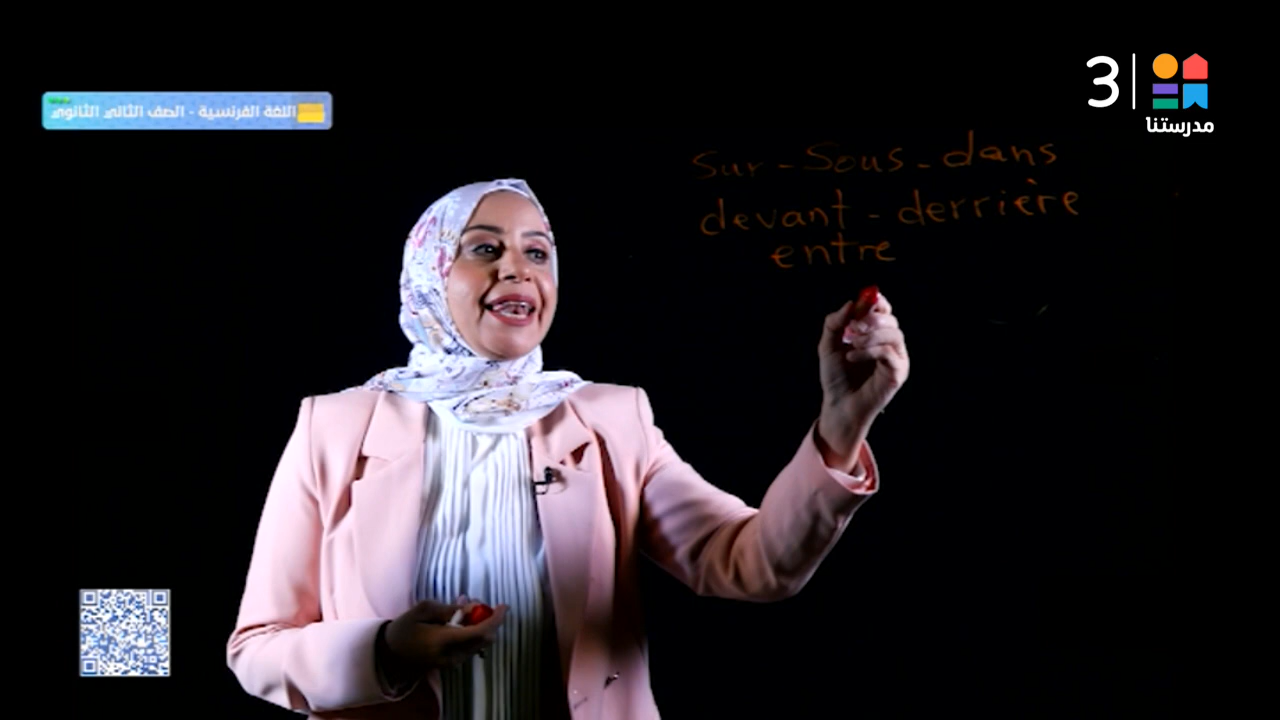 3
مدرستنا
اللغة الفرنسية - الصف الثاني الثانوي
Sur - Sous - dans
devant - derrière
entre